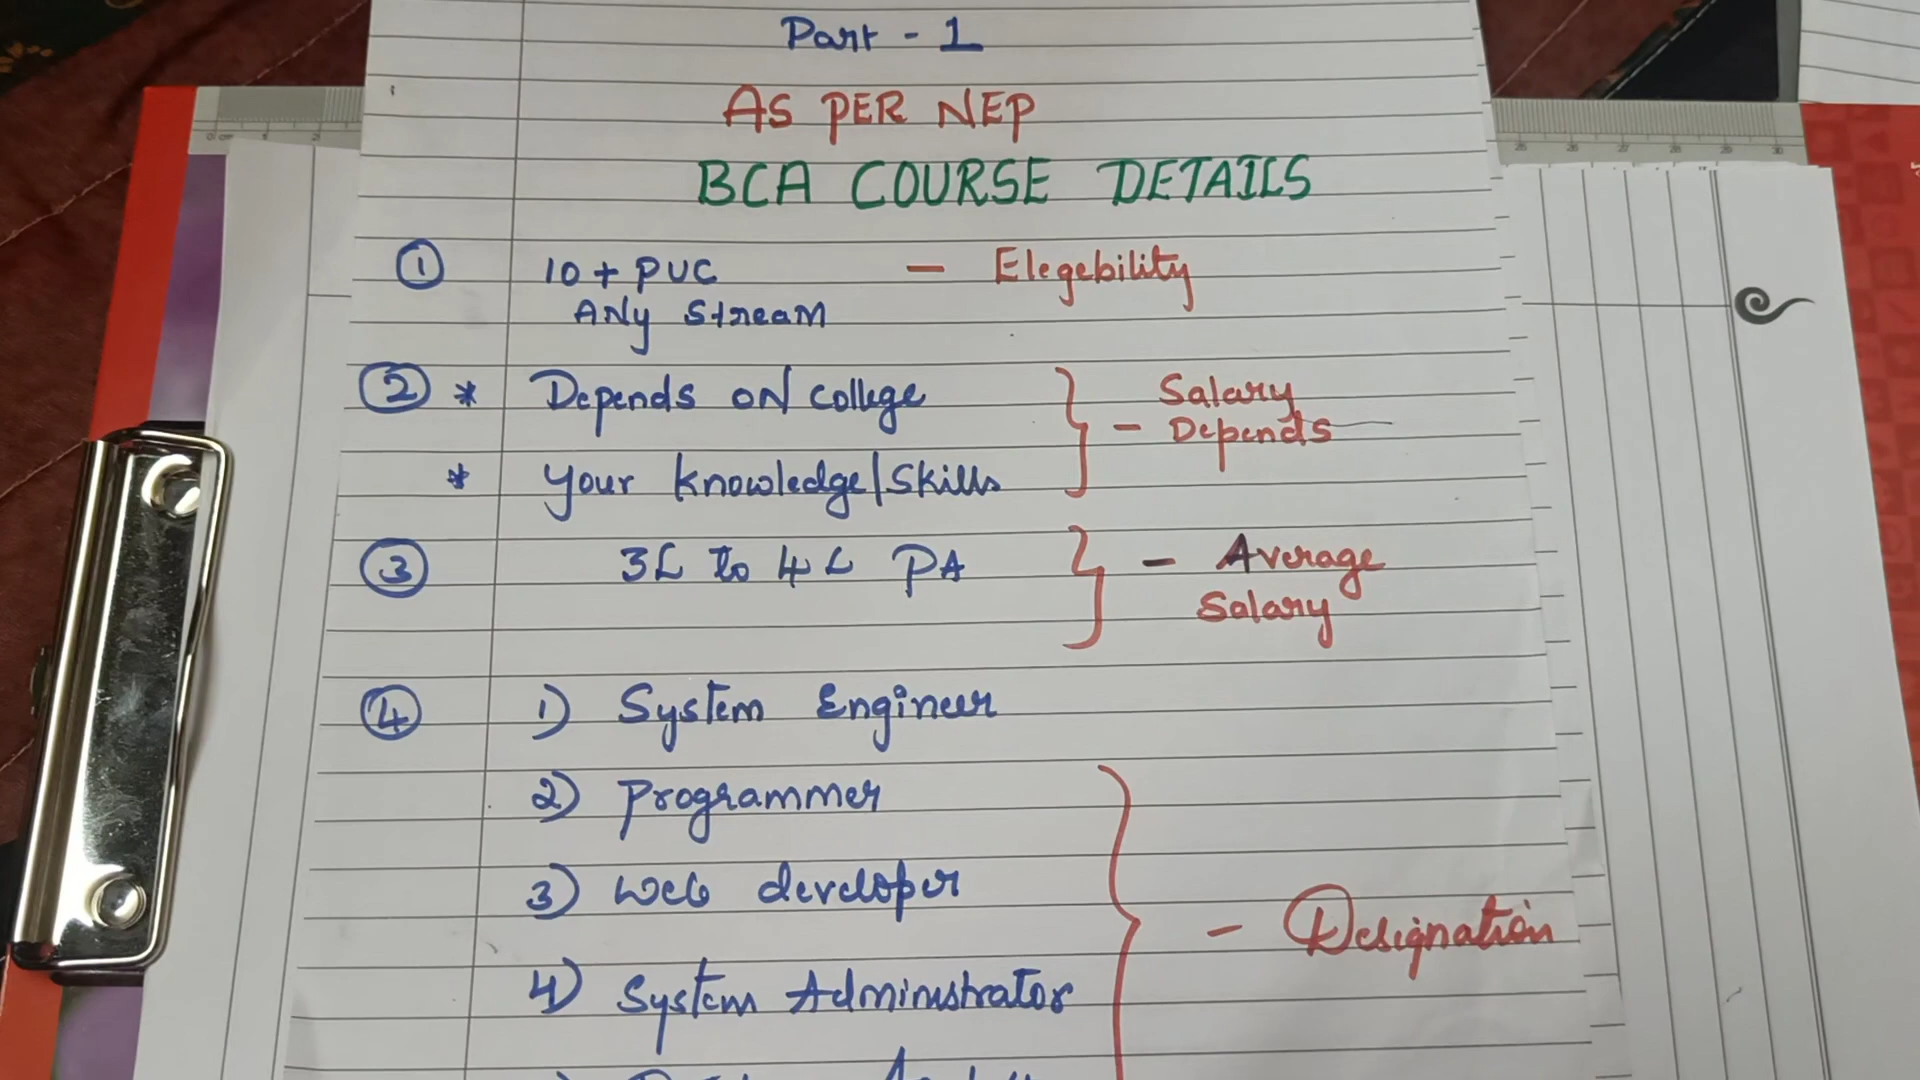 Part - 1
AS PER NEP
BCA COURSE DETAILS
① 10 + PUC — Elegebility
ANy StreaM
② * Depends oN college - Salary Depends
* Your knowledge/Skills
③ 3L to 4L PA - Average Salary
④ 1) System Engineer
2) Programmer
3) Web developer
4) System Administrator
- Designation